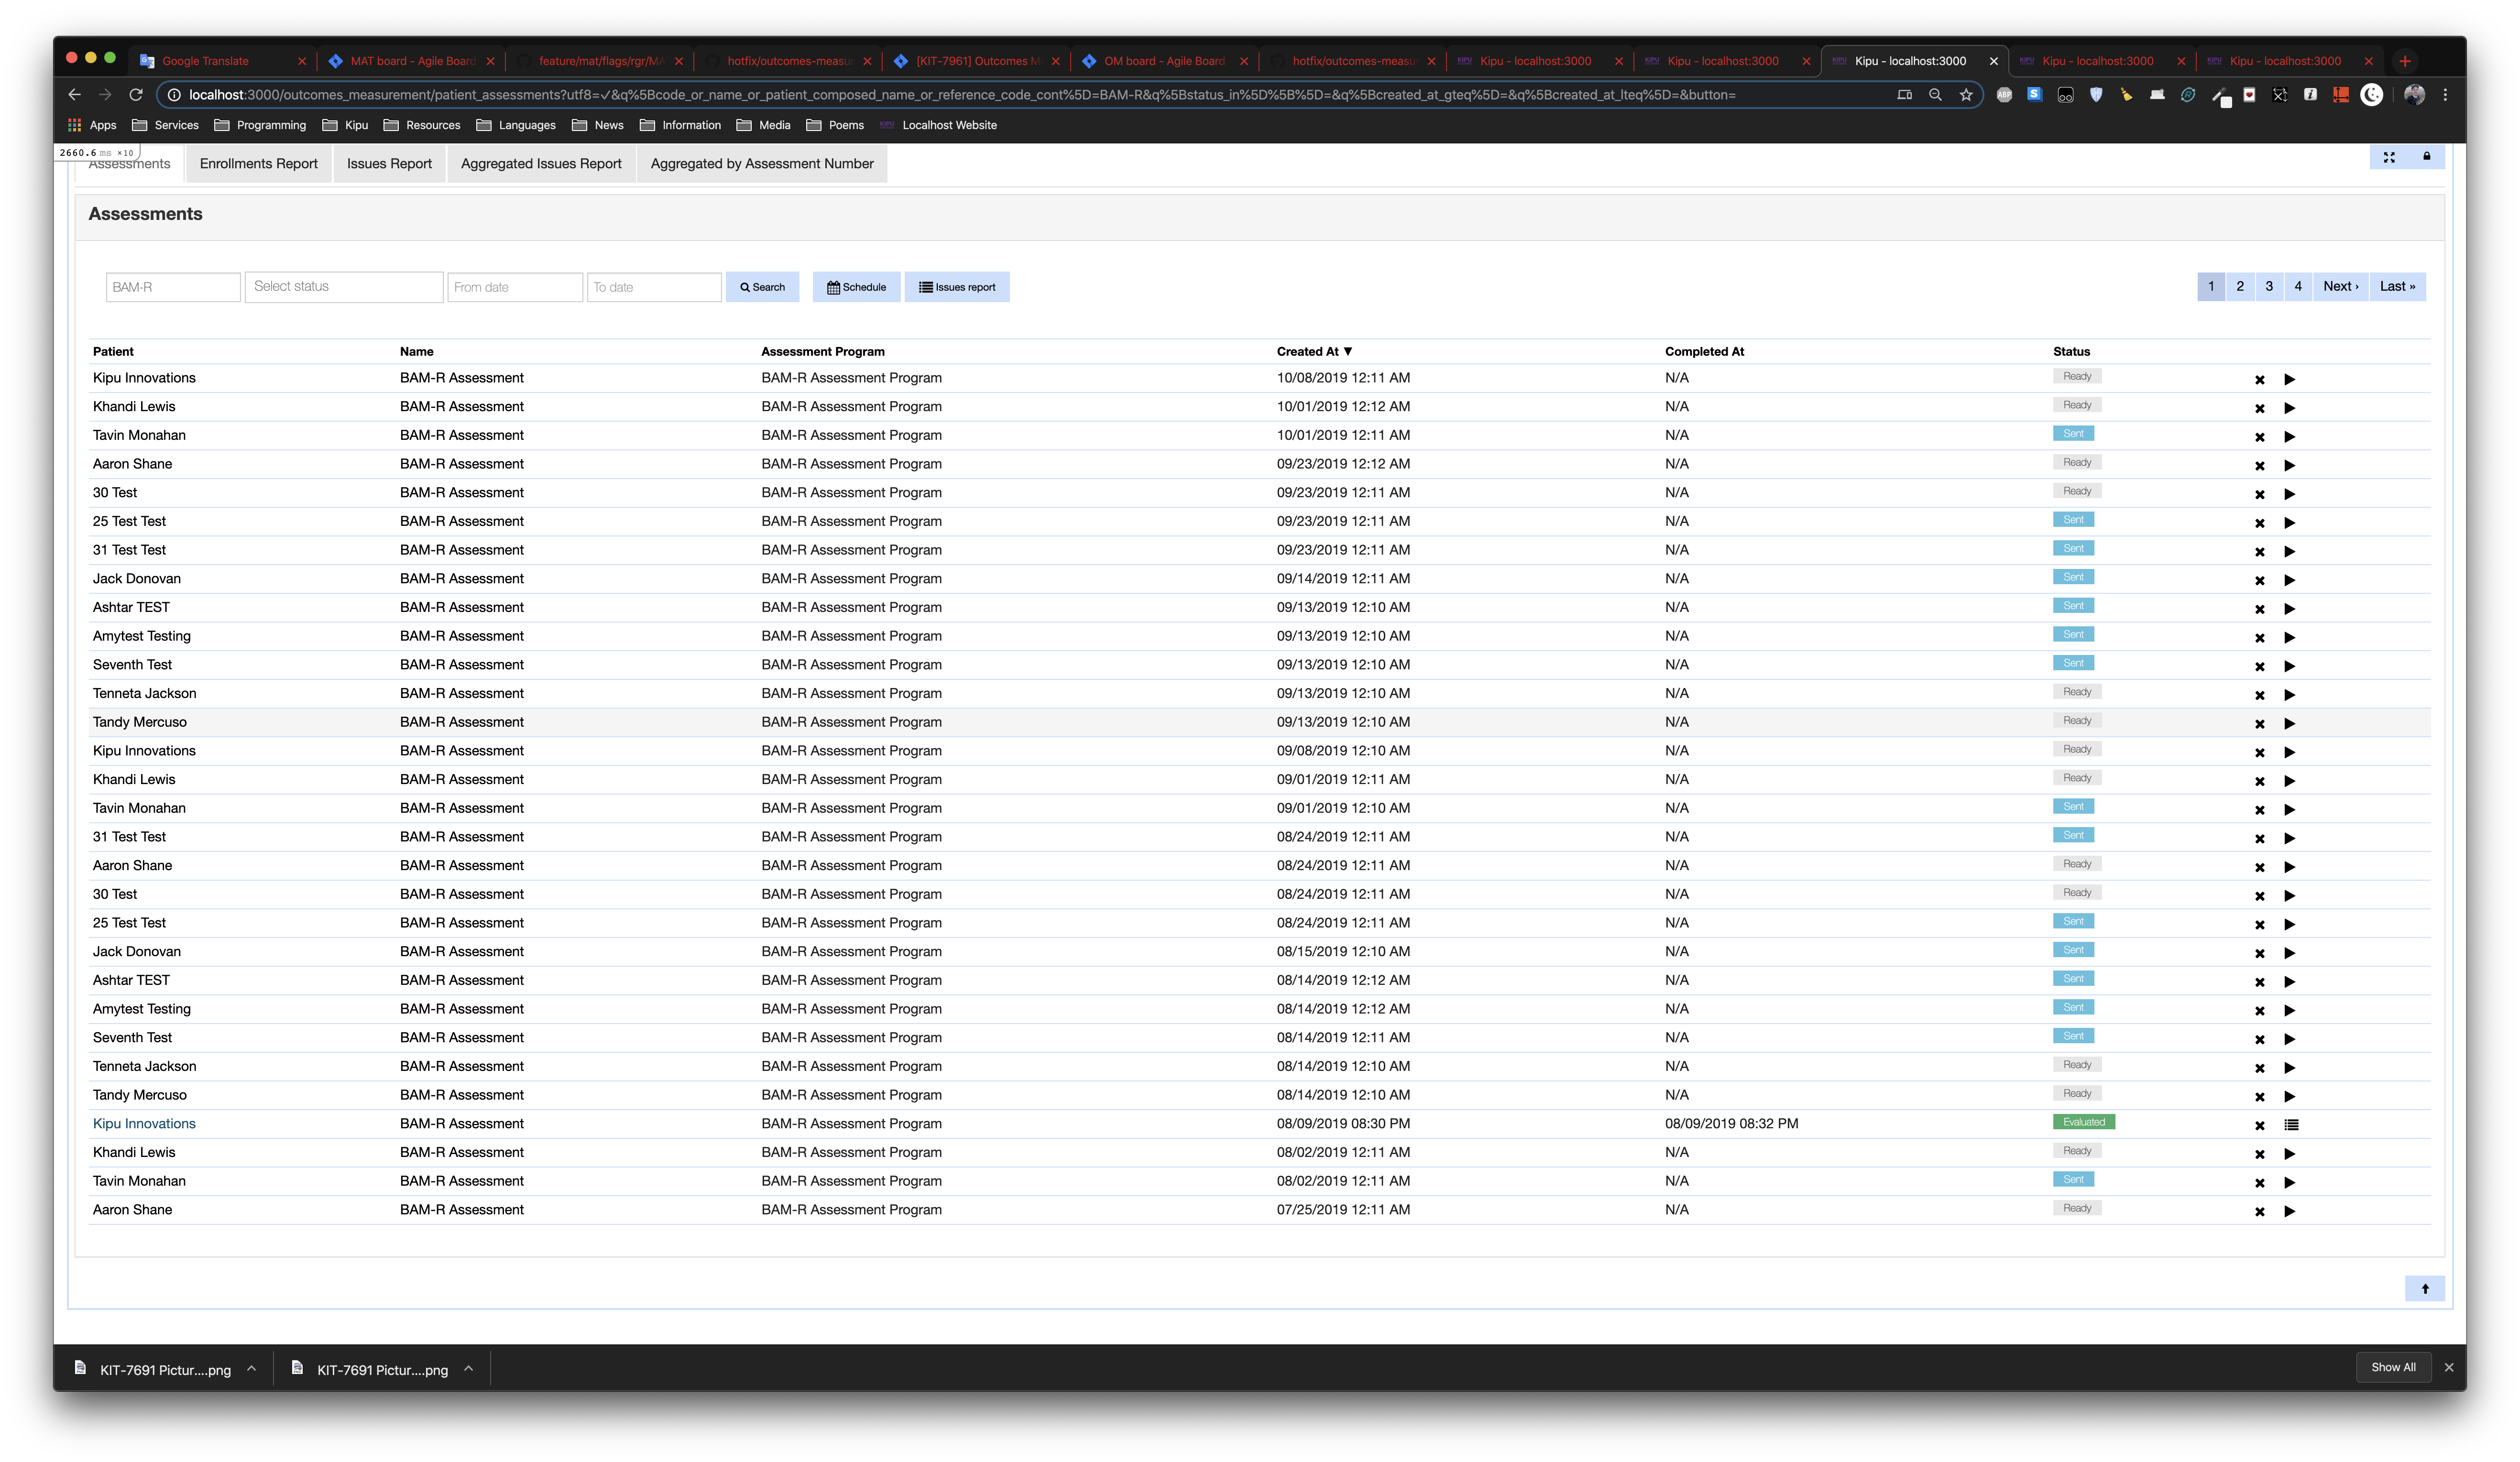 Google Translate
MAT board - Agile Board
feature/mat/flags/rgr/MA
hotfix/outcomes-measur
[KIT-7961] Outcomes M
OM board - Agile Board
hotfix/outcomes-measur
Kipu - localhost:3000
Kipu - localhost:3000
Kipu - localhost:3000
Kipu - localhost:3000
Kipu - localhost:3000
localhost:3000/outcomes_measurement/patient_assessments?utf8=✓&q%5Bcode_or_name_or_patient_composed_name_or_reference_code_cont%5D=BAM-R&q%5Bstatus_in%5D%5B%5D=&q%5Bcreated_at_gteq%5D=&q%5Bcreated_at_lteq%5D=&button=
Apps Services Programming Kipu Resources Languages News Information Media Poems KIPU Localhost Website
2660.6 ms ×10
Assessments Enrollments Report Issues Report Aggregated Issues Report Aggregated by Assessment Number
Assessments
BAM-R Select status From date To date Search Schedule Issues report 1 2 3 4 Next › Last »
Patient Name Assessment Program Created At ▼ Completed At Status
Kipu Innovations BAM-R Assessment BAM-R Assessment Program 10/08/2019 12:11 AM N/A Ready
Khandi Lewis BAM-R Assessment BAM-R Assessment Program 10/01/2019 12:12 AM N/A Ready
Tavin Monahan BAM-R Assessment BAM-R Assessment Program 10/01/2019 12:11 AM N/A Sent
Aaron Shane BAM-R Assessment BAM-R Assessment Program 09/23/2019 12:12 AM N/A Ready
30 Test BAM-R Assessment BAM-R Assessment Program 09/23/2019 12:11 AM N/A Ready
25 Test Test BAM-R Assessment BAM-R Assessment Program 09/23/2019 12:11 AM N/A Sent
31 Test Test BAM-R Assessment BAM-R Assessment Program 09/23/2019 12:11 AM N/A Sent
Jack Donovan BAM-R Assessment BAM-R Assessment Program 09/14/2019 12:11 AM N/A Sent
Ashtar TEST BAM-R Assessment BAM-R Assessment Program 09/13/2019 12:10 AM N/A Sent
Amytest Testing BAM-R Assessment BAM-R Assessment Program 09/13/2019 12:10 AM N/A Sent
Seventh Test BAM-R Assessment BAM-R Assessment Program 09/13/2019 12:10 AM N/A Sent
Tenneta Jackson BAM-R Assessment BAM-R Assessment Program 09/13/2019 12:10 AM N/A Ready
Tandy Mercuso BAM-R Assessment BAM-R Assessment Program 09/13/2019 12:10 AM N/A Ready
Kipu Innovations BAM-R Assessment BAM-R Assessment Program 09/08/2019 12:10 AM N/A Ready
Khandi Lewis BAM-R Assessment BAM-R Assessment Program 09/01/2019 12:11 AM N/A Ready
Tavin Monahan BAM-R Assessment BAM-R Assessment Program 09/01/2019 12:10 AM N/A Sent
31 Test Test BAM-R Assessment BAM-R Assessment Program 08/24/2019 12:11 AM N/A Sent
Aaron Shane BAM-R Assessment BAM-R Assessment Program 08/24/2019 12:11 AM N/A Ready
30 Test BAM-R Assessment BAM-R Assessment Program 08/24/2019 12:11 AM N/A Ready
25 Test Test BAM-R Assessment BAM-R Assessment Program 08/24/2019 12:11 AM N/A Sent
Jack Donovan BAM-R Assessment BAM-R Assessment Program 08/15/2019 12:10 AM N/A Sent
Ashtar TEST BAM-R Assessment BAM-R Assessment Program 08/14/2019 12:12 AM N/A Sent
Amytest Testing BAM-R Assessment BAM-R Assessment Program 08/14/2019 12:12 AM N/A Sent
Seventh Test BAM-R Assessment BAM-R Assessment Program 08/14/2019 12:11 AM N/A Sent
Tenneta Jackson BAM-R Assessment BAM-R Assessment Program 08/14/2019 12:10 AM N/A Ready
Tandy Mercuso BAM-R Assessment BAM-R Assessment Program 08/14/2019 12:10 AM N/A Ready
Kipu Innovations BAM-R Assessment BAM-R Assessment Program 08/09/2019 08:30 PM 08/09/2019 08:32 PM Evaluated
Khandi Lewis BAM-R Assessment BAM-R Assessment Program 08/02/2019 12:11 AM N/A Ready
Tavin Monahan BAM-R Assessment BAM-R Assessment Program 08/02/2019 12:11 AM N/A Sent
Aaron Shane BAM-R Assessment BAM-R Assessment Program 07/25/2019 12:11 AM N/A Ready
KIT-7691 Pictur....png KIT-7691 Pictur....png Show All